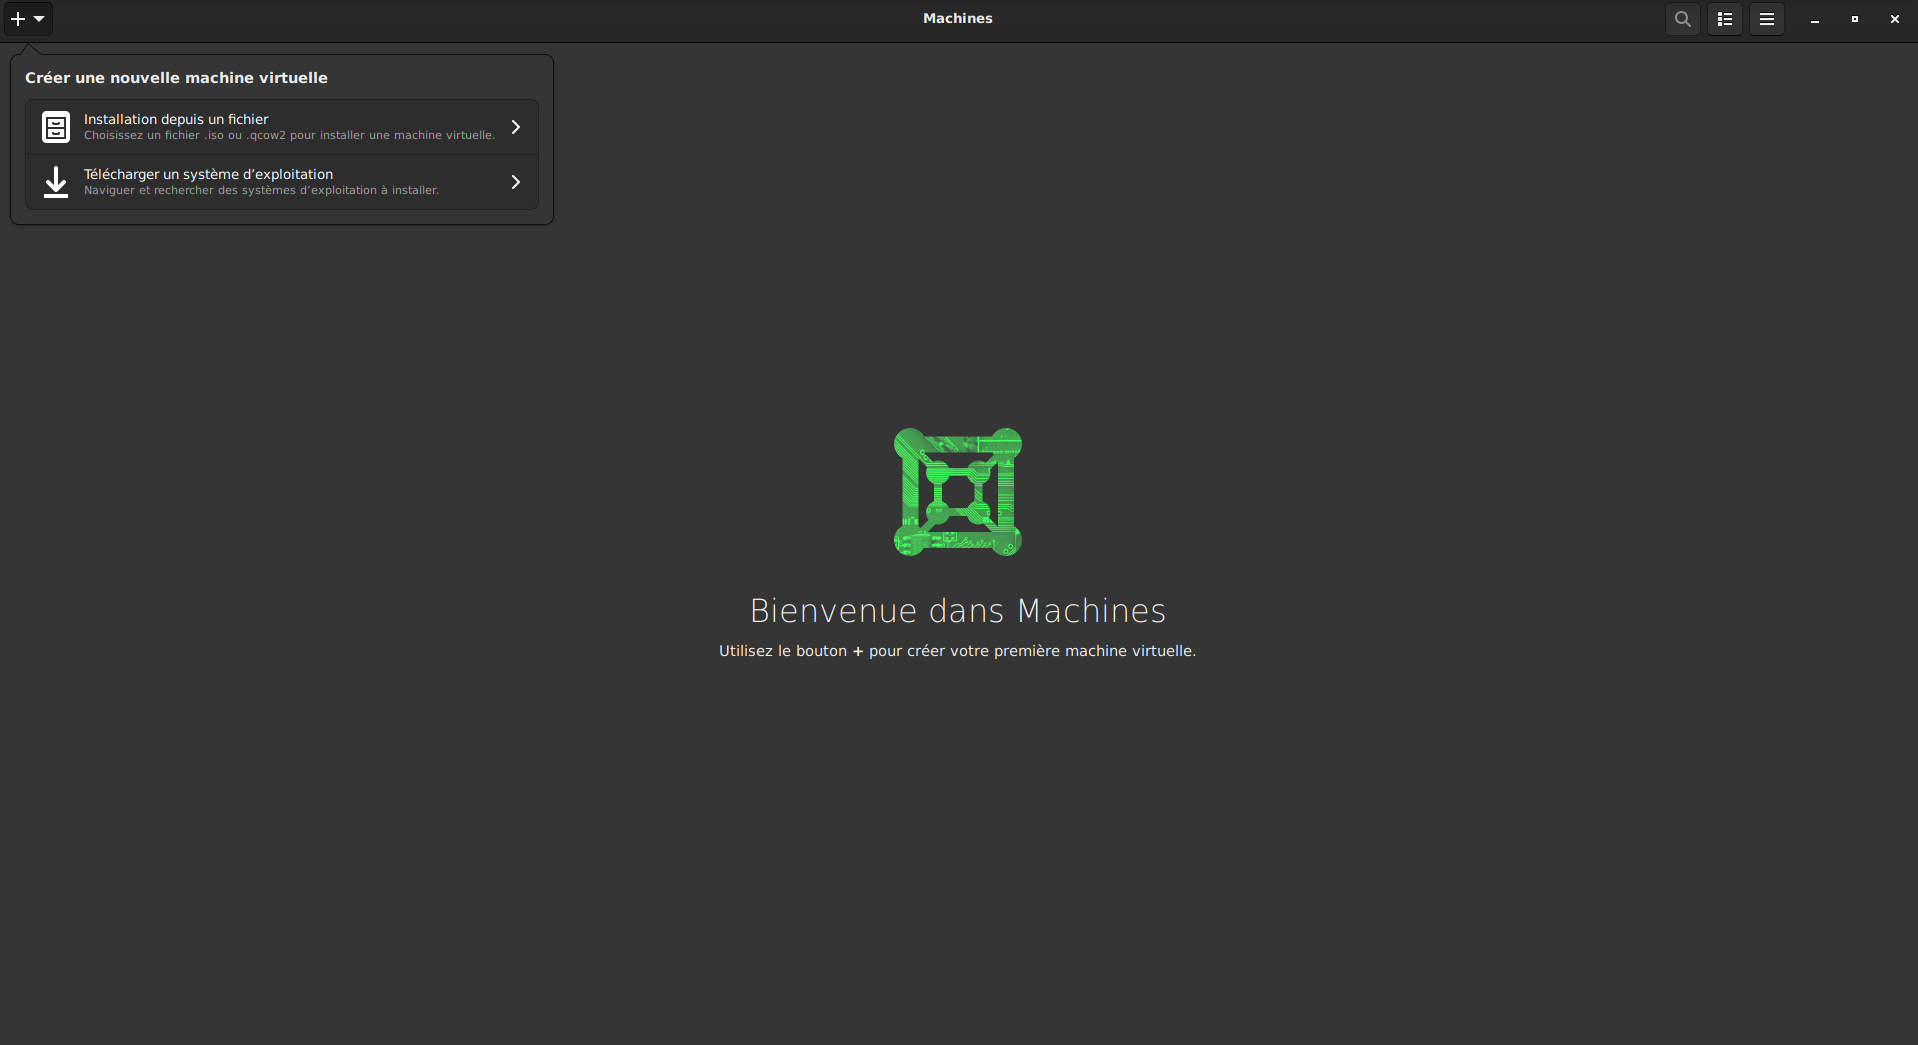 Machines
Créer une nouvelle machine virtuelle
Installation depuis un fichier
Choisissez un fichier .iso ou .qcow2 pour installer une machine virtuelle.
Télécharger un système d’exploitation
Naviguer et rechercher des systèmes d’exploitation à installer.
Bienvenue dans Machines
Utilisez le bouton + pour créer votre première machine virtuelle.